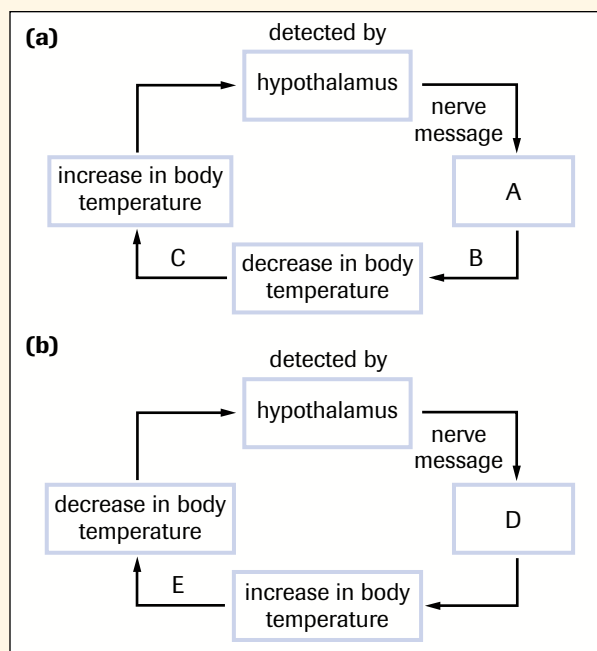 (a)
detected by
hypothalamus
nerve
message
increase in body
temperature
A
C
decrease in body
temperature
B
(b)
detected by
hypothalamus
nerve
message
decrease in body
temperature
D
E
increase in body
temperature